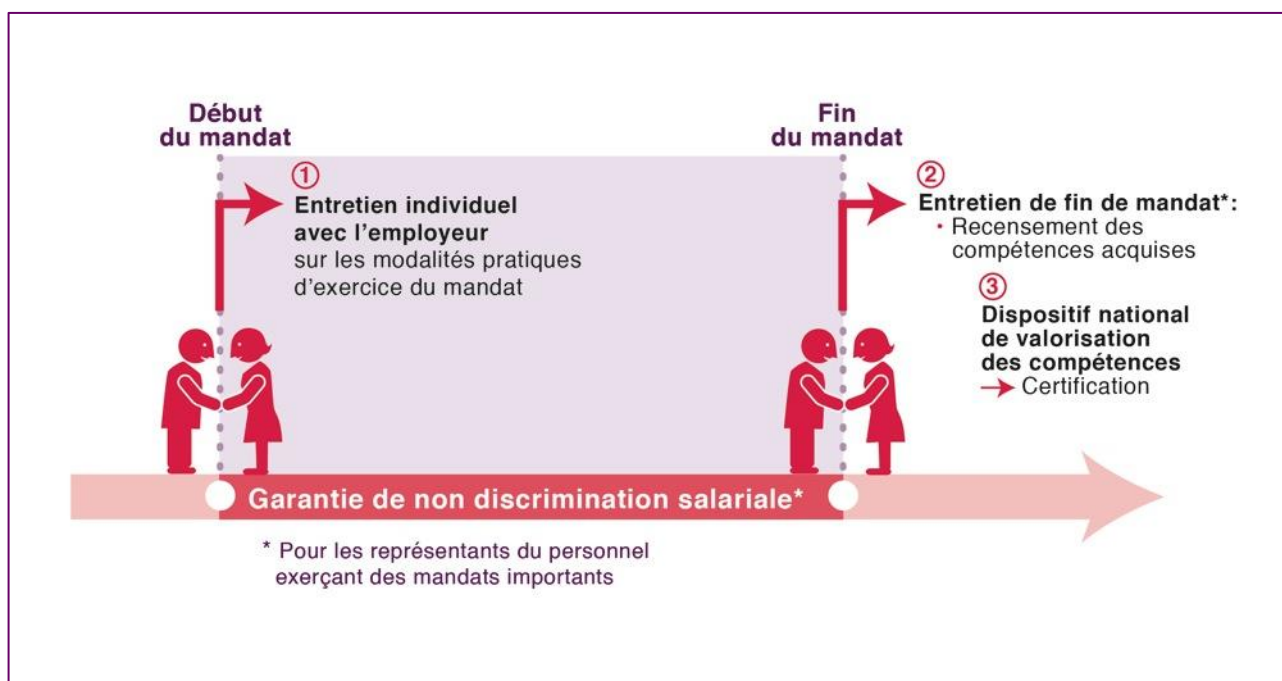 Début
du mandat
①
Entretien individuel
avec l'employeur
sur les modalités pratiques
d'exercice du mandat
Fin
du mandat
②
Entretien de fin de mandat*:
• Recensement des
compétences acquises
③
Dispositif national
de valorisation
des compétences
→ Certification
Garantie de non discrimination salariale*
* Pour les représentants du personnel
exerçant des mandats importants